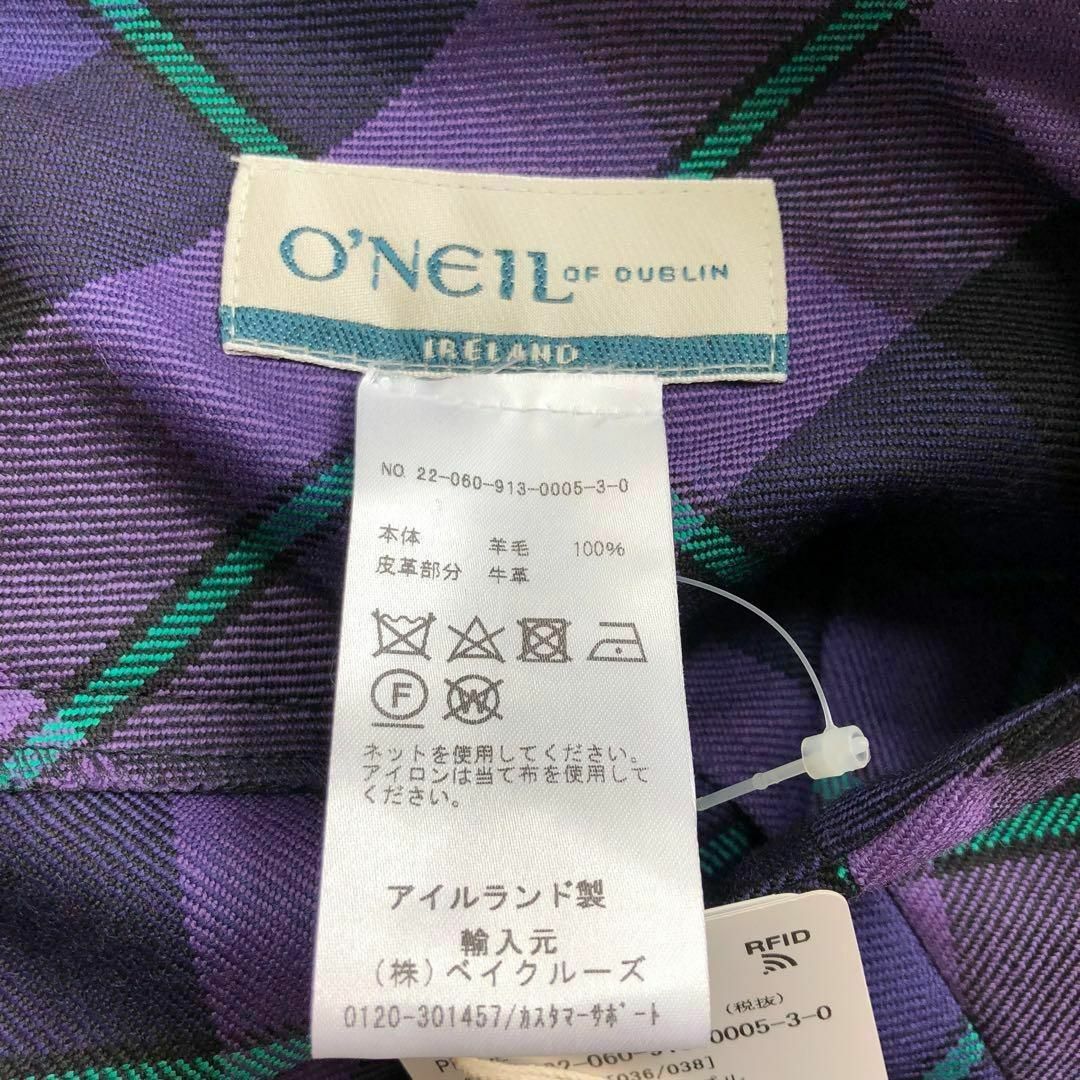 O'NEIL OF DUBLIN
IRELAND
NO. 22-060-913-0005-3-0
本体 羊毛 100%
皮革部分 牛革
F
W
ネットを使用してください。
アイロンは当て布を使用して
ください。
アイルランド製
輸入元
(株)ベイクルーズ
0120-301457/カスタマーサポート
RFID
(税抜)
0005-3-0
[036/038]